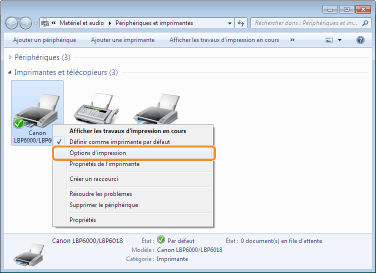 « Matériel et audio ▸ Périphériques et imprimantes
Rechercher dans : Périphériques et im...
Ajouter un périphérique Ajouter une imprimante Afficher les travaux d'impression en cours »
Périphériques (3)
Imprimantes et télécopieurs (3)
Canon
LBP6000/LBP6018
Afficher les travaux d'impression en cours
Définir comme imprimante par défaut
Options d'impression
Propriétés de l'imprimante
Créer un raccourci
Résoudre les problèmes
Supprimer le périphérique
Propriétés
Canon LBP6000/LBP6018 État : Par défaut État : 0 document(s) en file d'attente
Modèle : Canon LBP6000/LBP6018
Catégorie : Imprimante